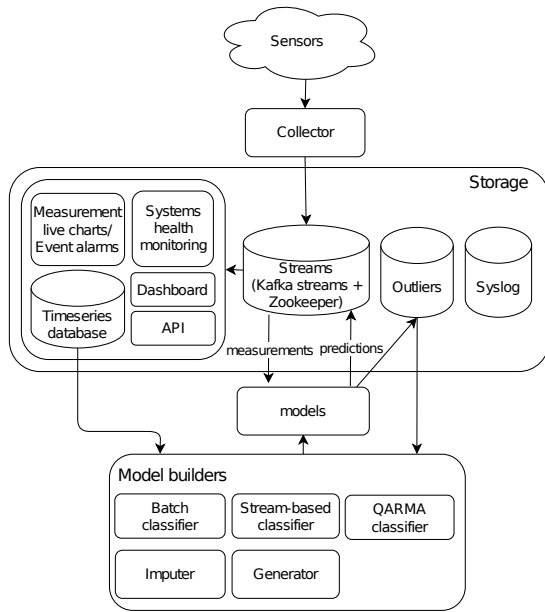 Sensors
Collector
Storage
Measurement
live charts/
Event alarms
Systems
health
monitoring
Timeseries
database
Dashboard
API
Streams
(Kafka streams +
Zookeeper)
Outliers
Syslog
measurements
predictions
models
Model builders
Batch
classifier
Stream-based
classifier
QARMA
classifier
Imputer
Generator